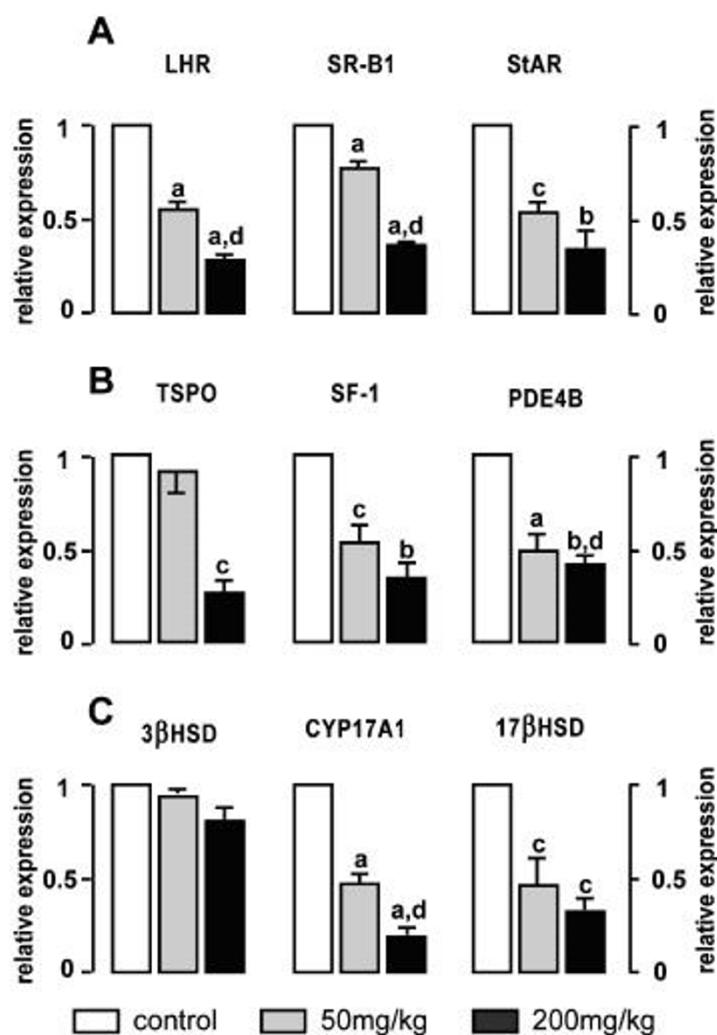 A
LHR SR-B1 StAR
relative expression
1
0.5
0
a
a,d
a
a,d
c
b
1
0.5
0
relative expression
B
TSPO SF-1 PDE4B
relative expression
1
0.5
0
c
c
b
a
b,d
1
0.5
0
relative expression
C
3βHSD CYP17A1 17βHSD
relative expression
1
0.5
0
a
a,d
c
c
1
0.5
0
relative expression
control 50mg/kg 200mg/kg